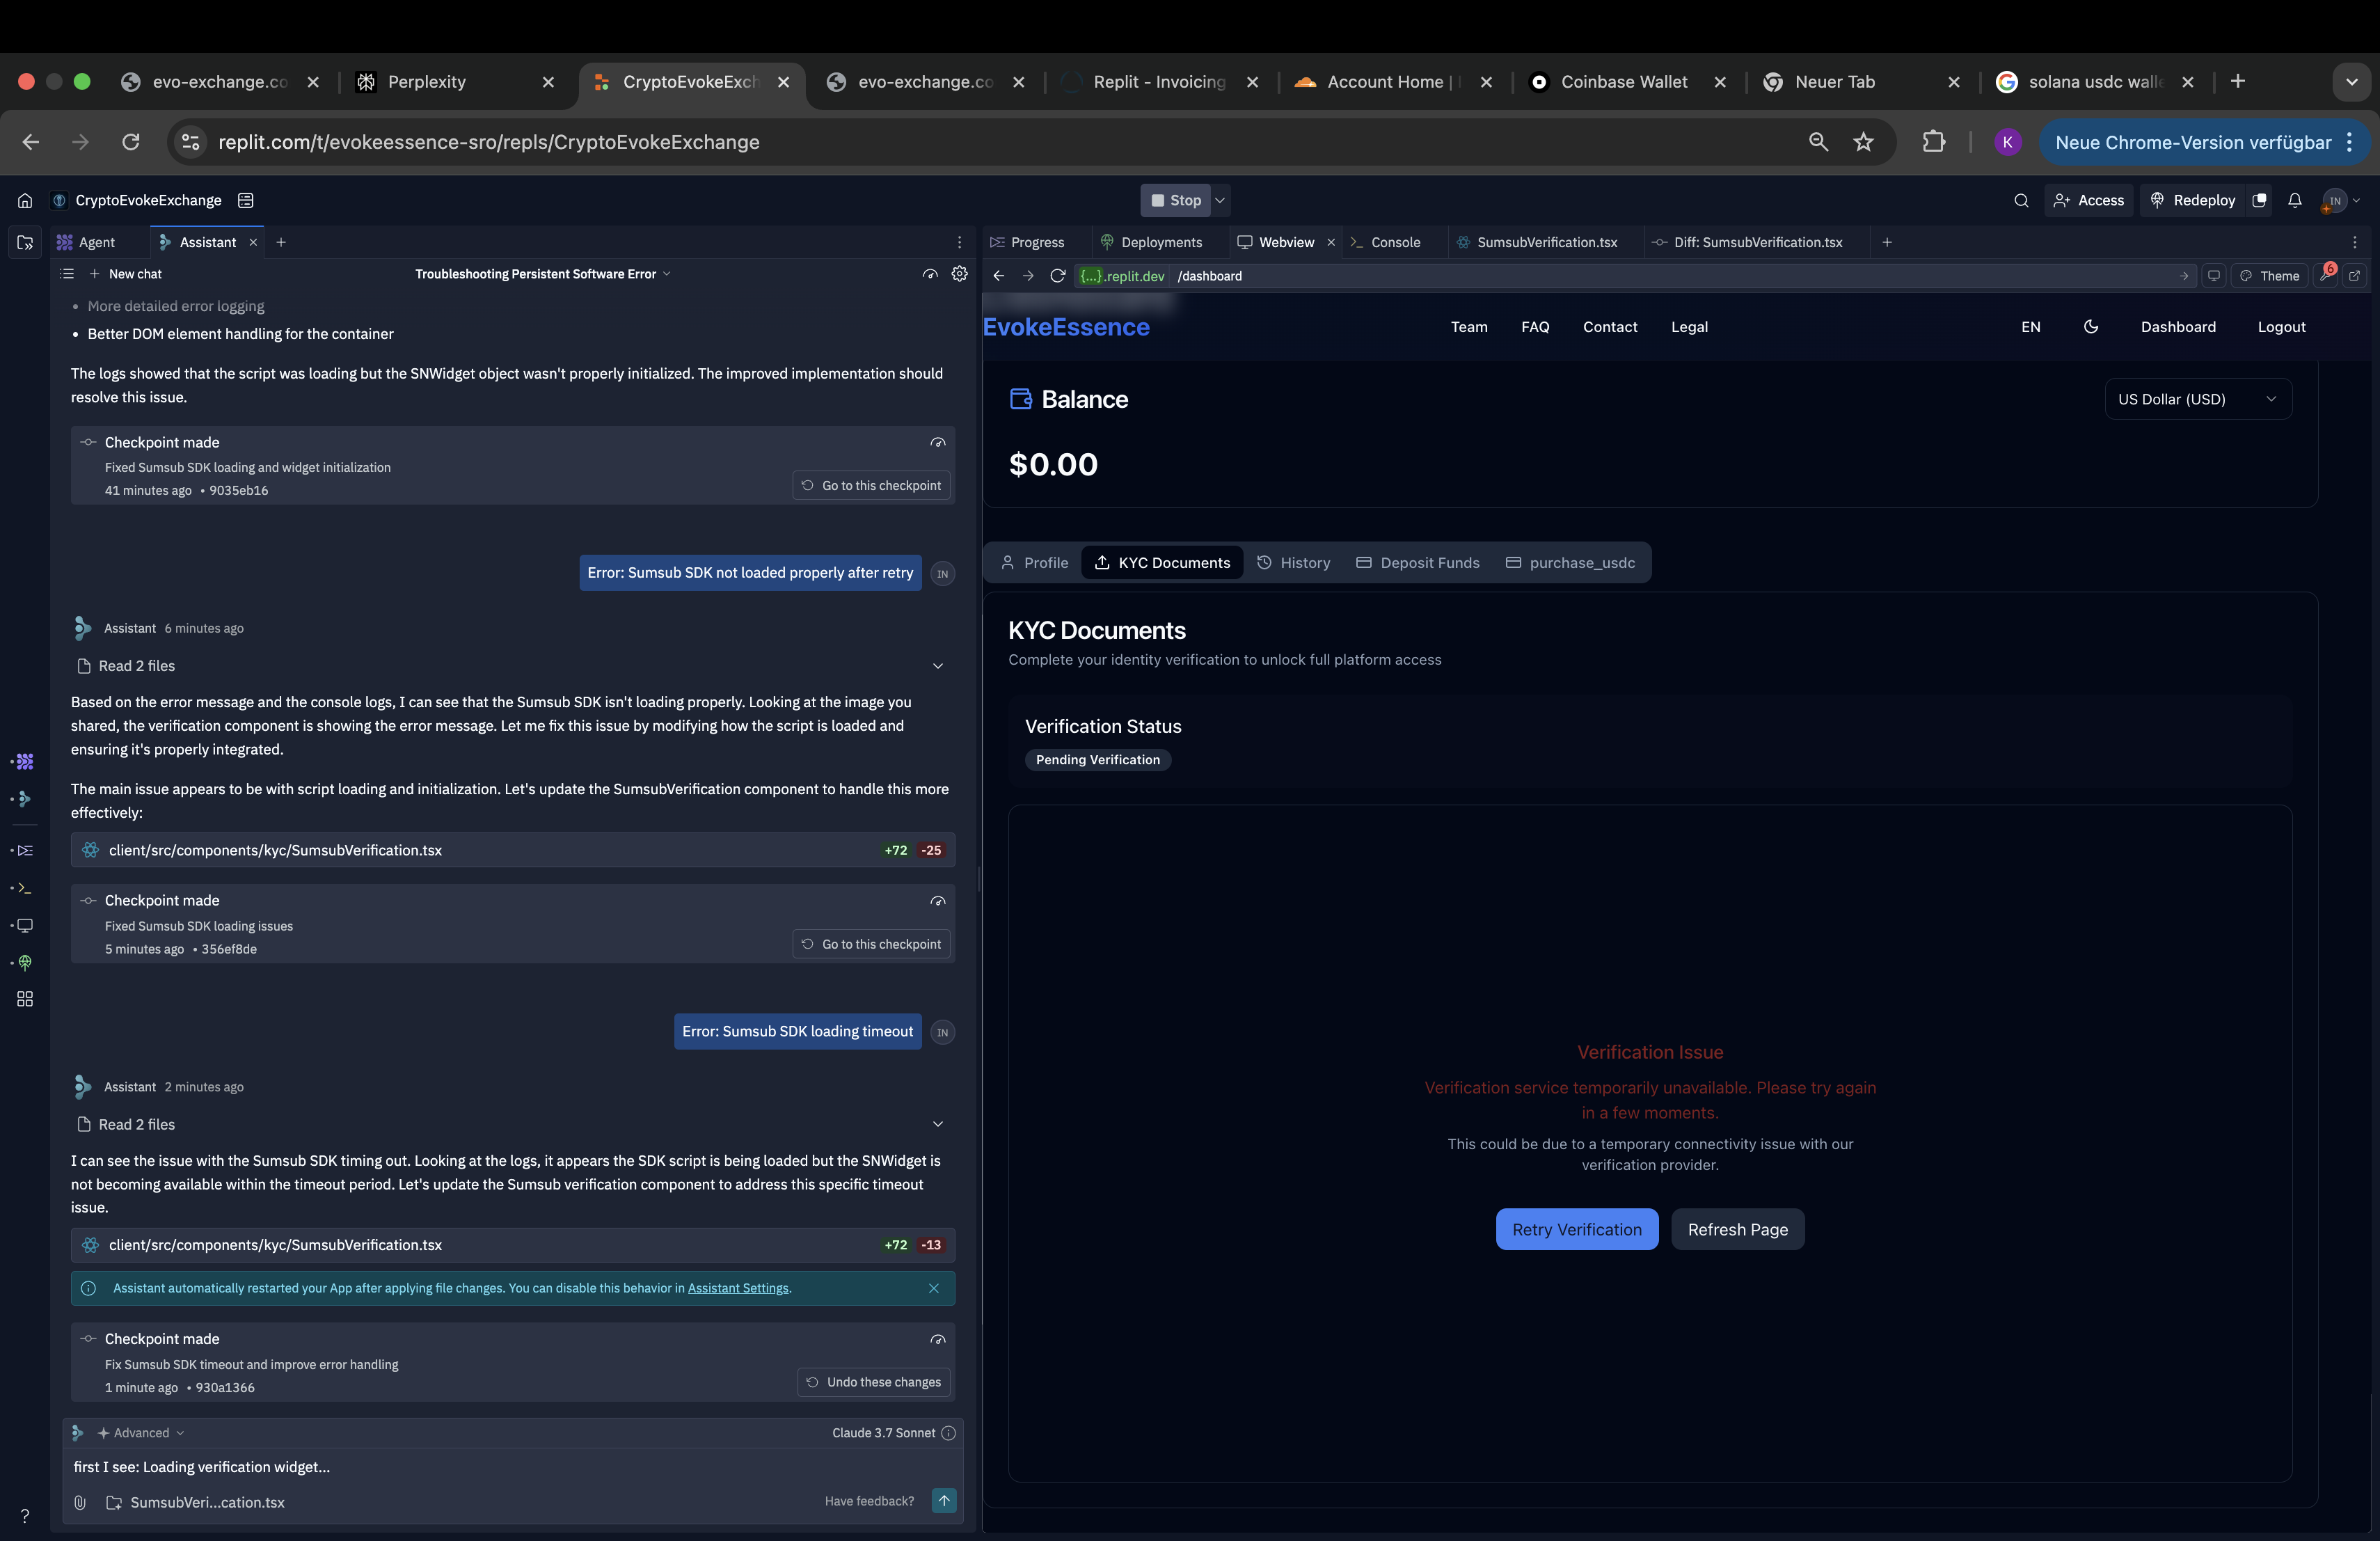 evo-exchange.co
Perplexity
CryptoEvokeExch
evo-exchange.co
Replit - Invoicing
Account Home |
Coinbase Wallet
Neuer Tab
solana usdc walle
replit.com/t/evokeessence-sro/repls/CryptoEvokeExchange
K
Neue Chrome-Version verfügbar
CryptoEvokeExchange
Stop
Access
Redeploy
IN
Agent
Assistant
New chat
Troubleshooting Persistent Software Error
• More detailed error logging
• Better DOM element handling for the container
The logs showed that the script was loading but the SNWidget object wasn't properly initialized. The improved implementation should
resolve this issue.
Checkpoint made
Fixed Sumsub SDK loading and widget initialization
41 minutes ago • 9035eb16
Go to this checkpoint
Error: Sumsub SDK not loaded properly after retry
IN
Assistant 6 minutes ago
Read 2 files
Based on the error message and the console logs, I can see that the Sumsub SDK isn't loading properly. Looking at the image you
shared, the verification component is showing the error message. Let me fix this issue by modifying how the script is loaded and
ensuring it's properly integrated.
The main issue appears to be with script loading and initialization. Let's update the SumsubVerification component to handle this more
effectively:
client/src/components/kyc/SumsubVerification.tsx +72 -25
Checkpoint made
Fixed Sumsub SDK loading issues
5 minutes ago • 356ef8de
Go to this checkpoint
Error: Sumsub SDK loading timeout
IN
Assistant 2 minutes ago
Read 2 files
I can see the issue with the Sumsub SDK timing out. Looking at the logs, it appears the SDK script is being loaded but the SNWidget is
not becoming available within the timeout period. Let's update the Sumsub verification component to address this specific timeout
issue.
client/src/components/kyc/SumsubVerification.tsx +72 -13
Assistant automatically restarted your App after applying file changes. You can disable this behavior in Assistant Settings.
Checkpoint made
Fix Sumsub SDK timeout and improve error handling
1 minute ago • 930a1366
Undo these changes
Advanced
Claude 3.7 Sonnet
first I see: Loading verification widget...
SumsubVeri...cation.tsx
Have feedback?
?
Progress
Deployments
Webview
Console
SumsubVerification.tsx
Diff: SumsubVerification.tsx
{...}.replit.dev /dashboard
Theme
6
EvokeEssence
Team
FAQ
Contact
Legal
EN
Dashboard
Logout
Balance
US Dollar (USD)
$0.00
Profile
KYC Documents
History
Deposit Funds
purchase_usdc
KYC Documents
Complete your identity verification to unlock full platform access
Verification Status
Pending Verification
Verification Issue
Verification service temporarily unavailable. Please try again
in a few moments.
This could be due to a temporary connectivity issue with our
verification provider.
Retry Verification
Refresh Page